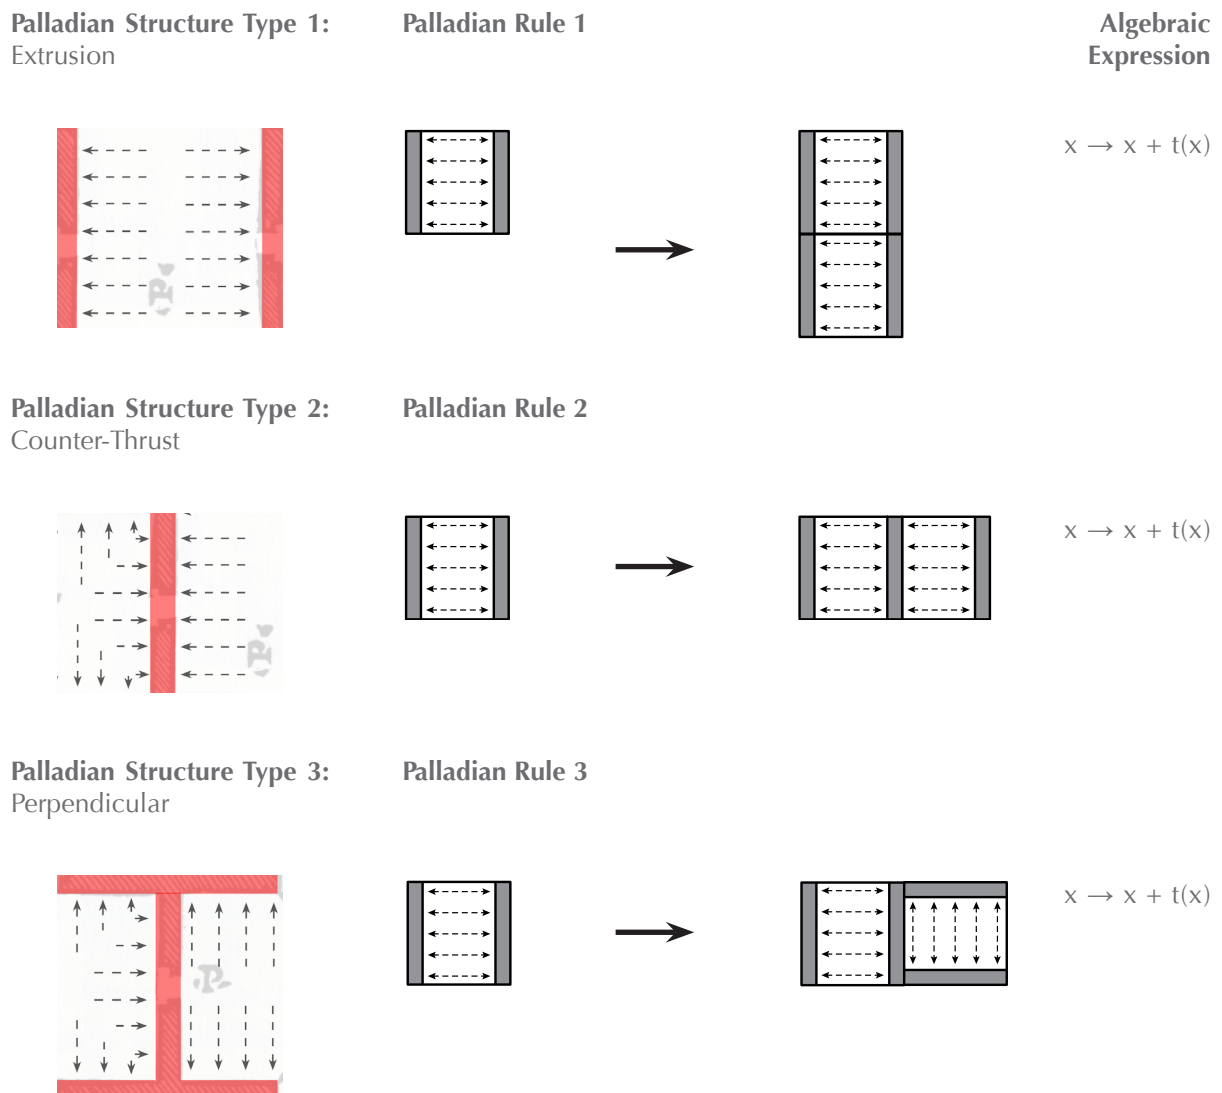 Palladian Structure Type 1:
Extrusion
Palladian Rule 1
Algebraic
Expression
x → x + t(x)
Palladian Structure Type 2:
Counter-Thrust
Palladian Rule 2
x → x + t(x)
Palladian Structure Type 3:
Perpendicular
Palladian Rule 3
x → x + t(x)